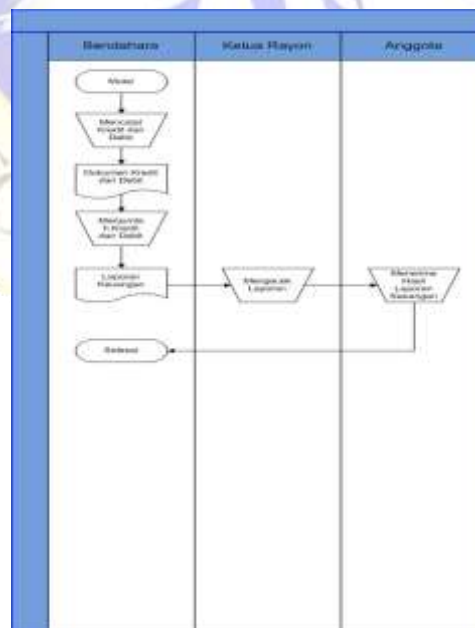 Bendahara
Ketua Rayon
Anggota
Mulai
Mencatat
Kredit dan
Debit
Dokumen Kredit
dan Debit
Kredit
dan Debit
Laporan
Keuangan
Mengecek
Laporan
Menerima
Hasil
Laporan
Keuangan
Selesai